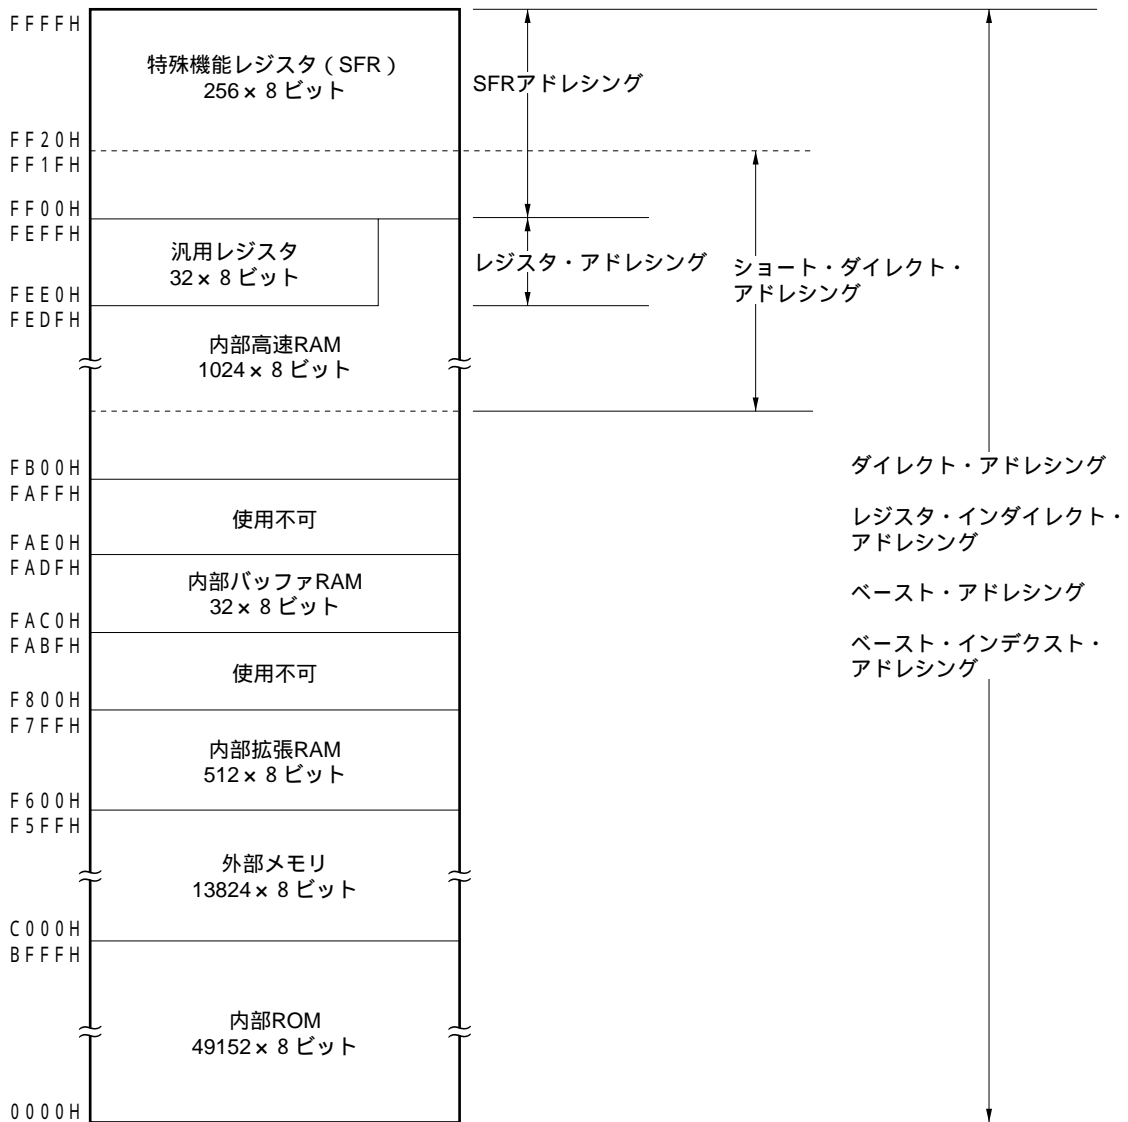 FFFFH
特殊機能レジスタ(SFR)
256×8ビット
SFRアドレシング
FF20H
FF1FH
FF00H
FEFFH
汎用レジスタ
32×8ビット
レジスタ・アドレシング
ショート・ダイレクト・
アドレシング
FEE0H
FEDFH
内部高速RAM
1024×8ビット
FB00H
FAFFH
ダイレクト・アドレシング
使用不可
レジスタ・インダイレクト・
アドレシング
FAE0H
FADFH
内部バッファRAM
32×8ビット
ベースト・アドレシング
FAC0H
FABFH
使用不可
ベースト・インデクスト・
アドレシング
F800H
F7FFH
内部拡張RAM
512×8ビット
F600H
F5FFH
外部メモリ
13824×8ビット
C000H
BFFFH
内部ROM
49152×8ビット
0000H